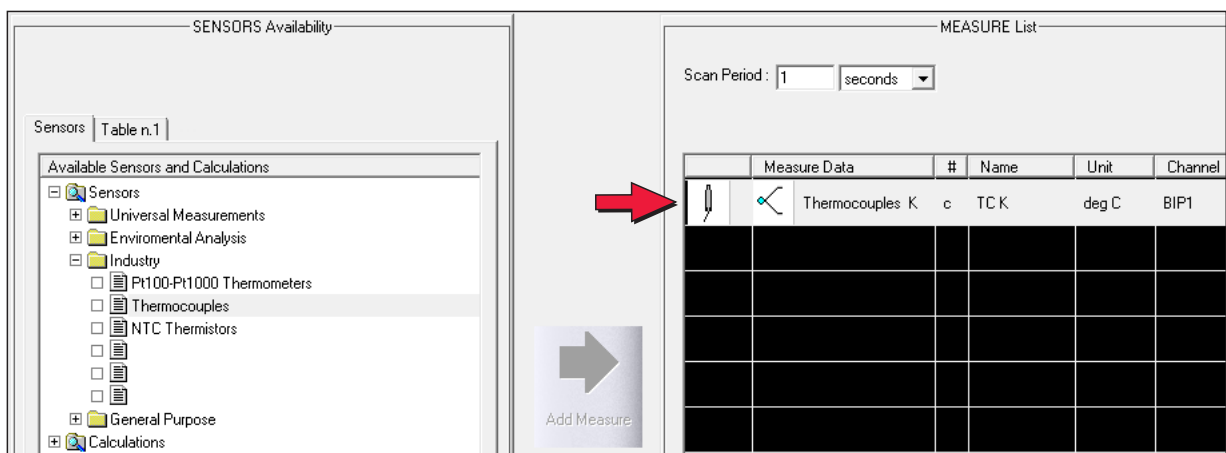 SENSORS Availability
Sensors
Table n.1
Available Sensors and Calculations
Sensors
Universal Measurements
Enviromental Analysis
Industry
Pt100-Pt1000 Thermometers
Thermocouples
NTC Thermistors
General Purpose
Calculations
Add Measure
MEASURE List
Scan Period : 1 seconds
Measure Data # Name Unit Channel
Thermocouples K c TC K deg C BIP1